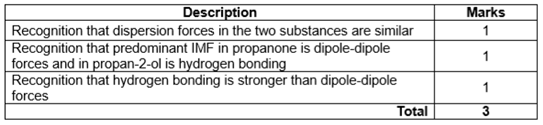 Description Marks
Recognition that dispersion forces in the two substances are similar 1
Recognition that predominant IMF in propanone is dipole-dipole
forces and in propan-2-ol is hydrogen bonding 1
Recognition that hydrogen bonding is stronger than dipole-dipole
forces 1
Total 3